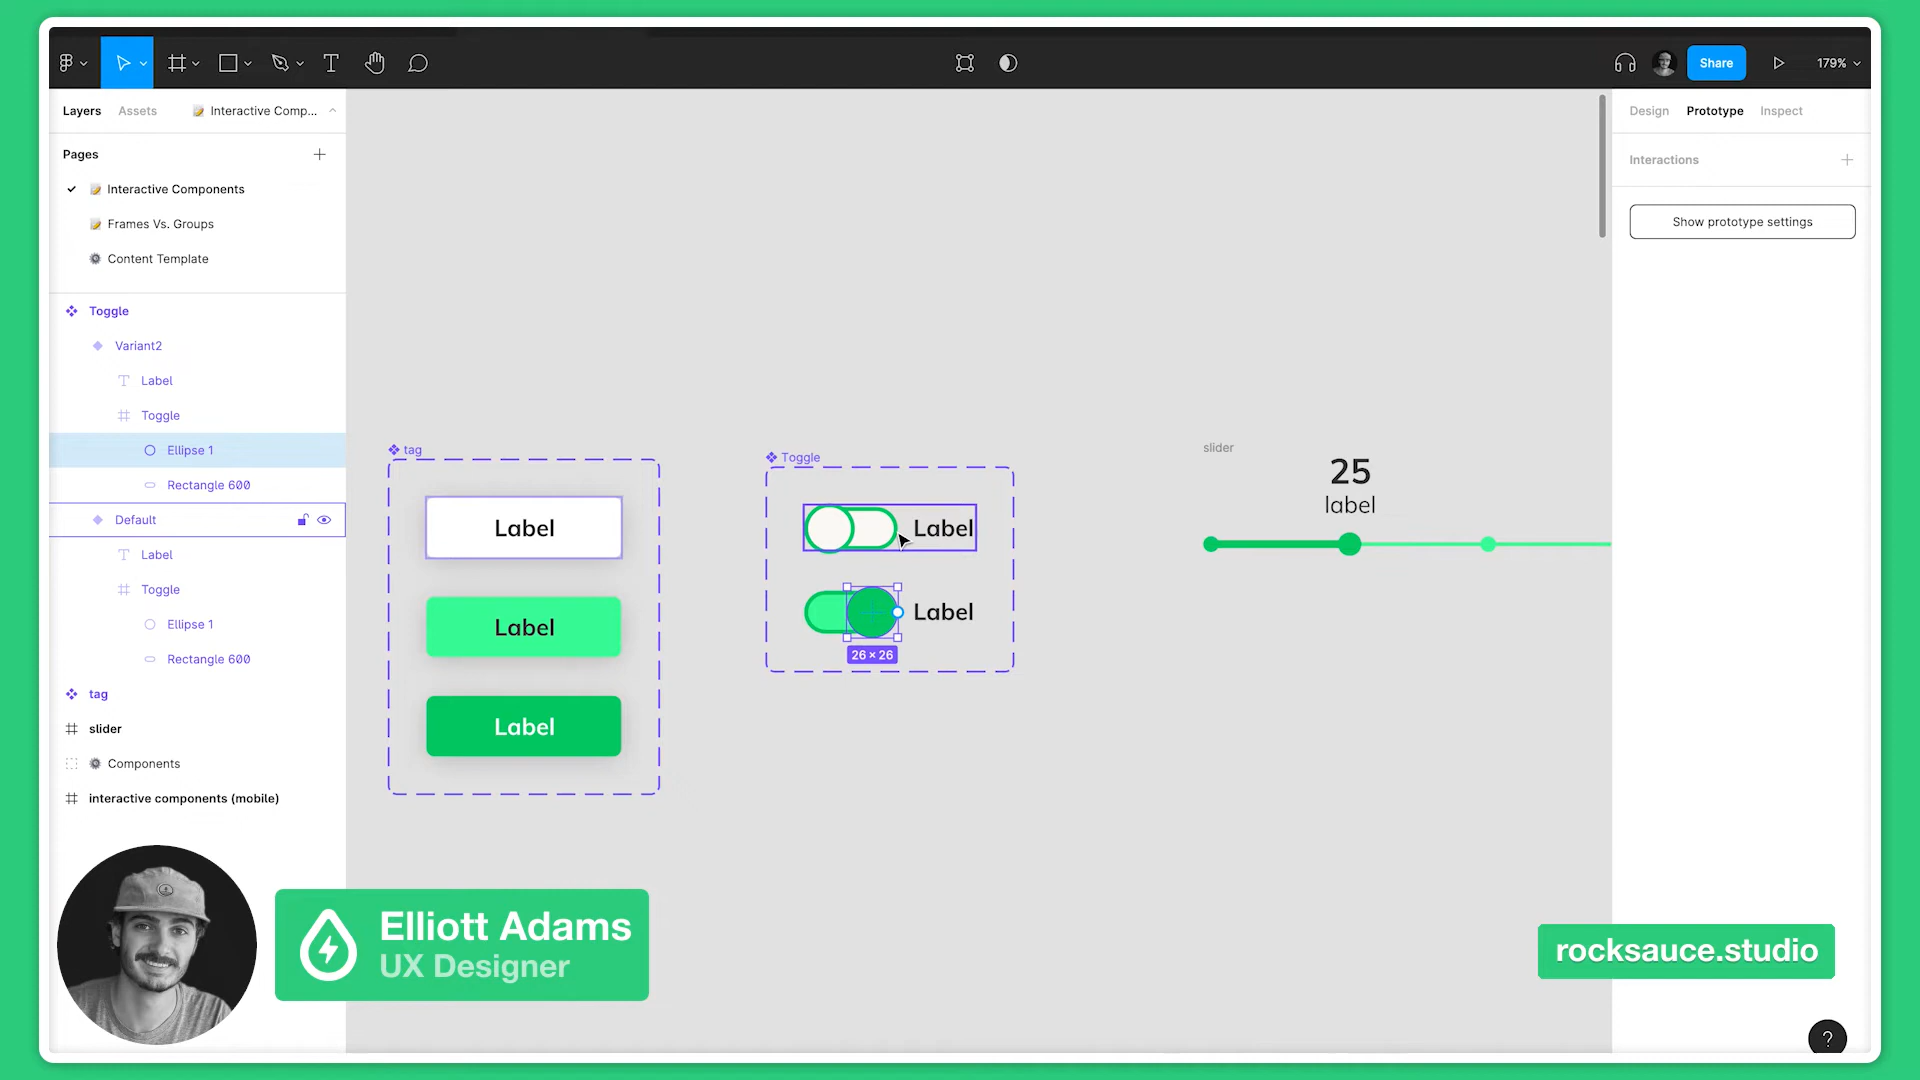 Share
179%
Layers
Assets
Interactive Comp...
Design
Prototype
Inspect
Pages
Interactions
Interactive Components
Frames Vs. Groups
Content Template
Show prototype settings
Toggle
Variant2
Label
Toggle
Ellipse 1
Rectangle 600
Default
Label
Toggle
Ellipse 1
Rectangle 600
tag
slider
Components
interactive components (mobile)
tag
Label
Label
Label
Toggle
Label
Label
26 × 26
slider
25
label
Elliott Adams
UX Designer
rocksauce.studio
?